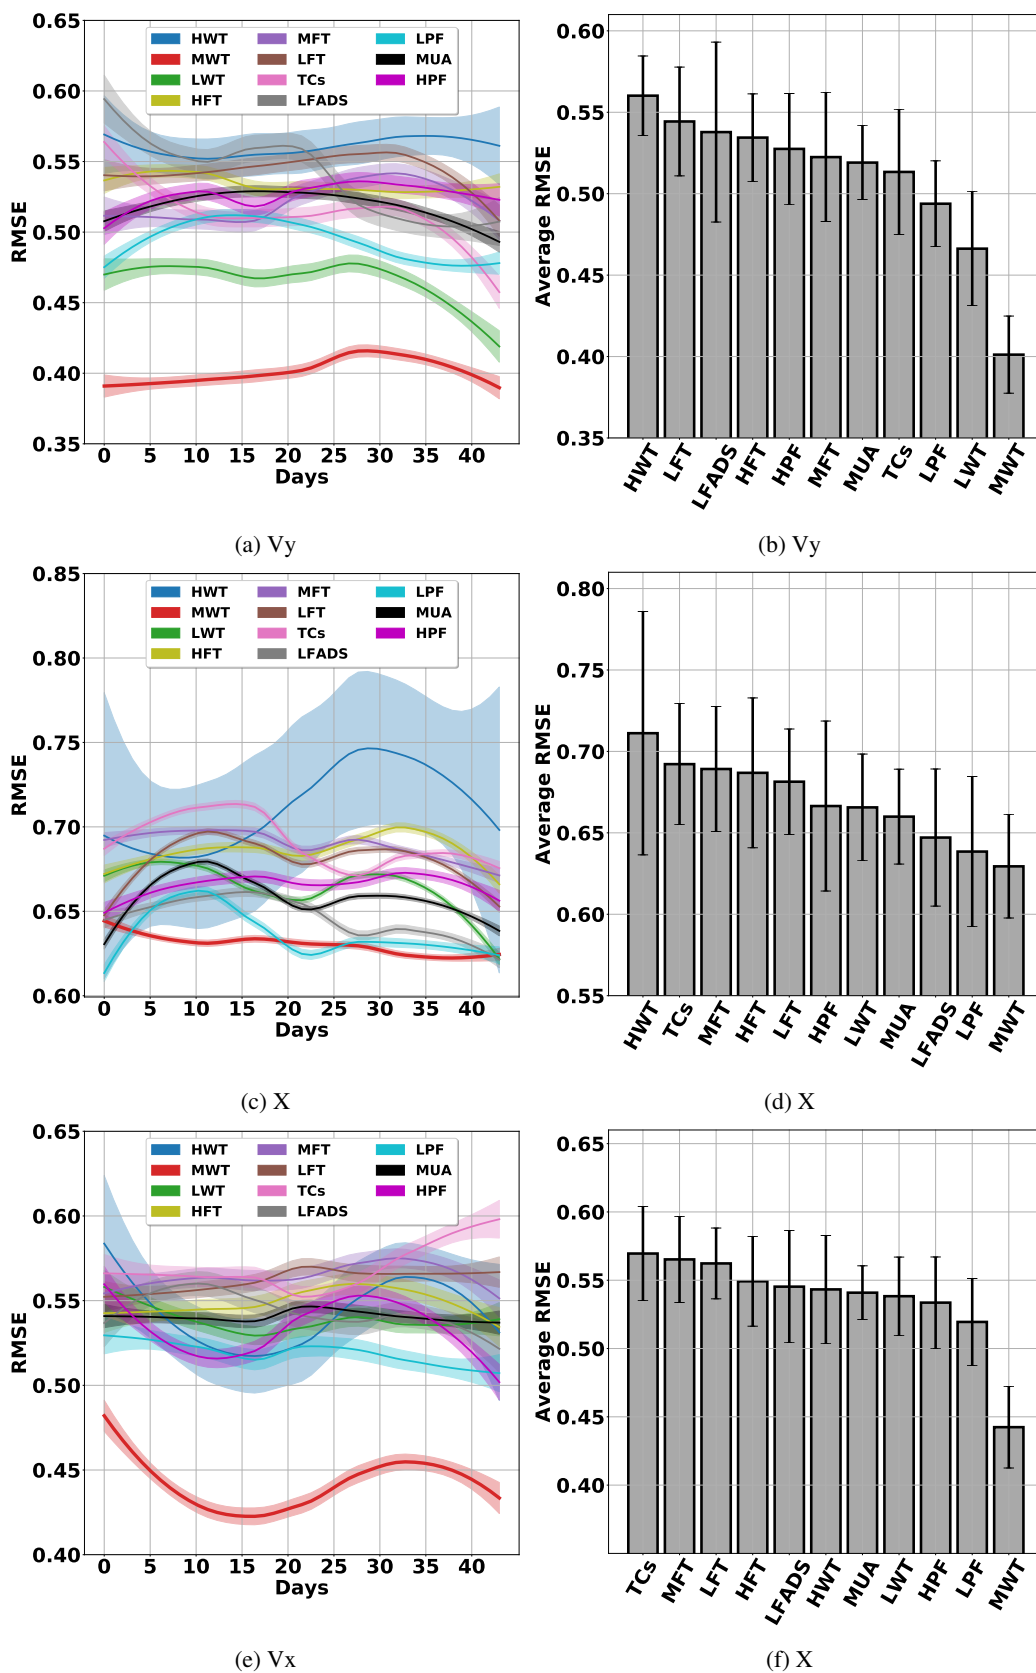 0.65
0.60
0.55
0.50
0.45
0.40
0.35
RMSE
HWT MFT LPF
MWT LFT MUA
LWT TCs HPF
HFT LFADS
0 5 10 15 20 25 30 35 40
Days
(a) Vy
0.60
0.55
0.50
0.45
0.40
0.35
Average RMSE
HWT LFT LFADS HFT HPF MFT MUA TCs LPF LWT MWT
(b) Vy
0.85
0.80
0.75
0.70
0.65
0.60
RMSE
HWT MFT LPF
MWT LFT MUA
LWT TCs HPF
HFT LFADS
0 5 10 15 20 25 30 35 40
Days
(c) X
0.80
0.75
0.70
0.65
0.60
0.55
Average RMSE
HWT TCs MFT HFT LFT HPF LWT MUA LFADS LPF MWT
(d) X
0.65
0.60
0.55
0.50
0.45
0.40
RMSE
HWT MFT LPF
MWT LFT MUA
LWT TCs HPF
HFT LFADS
0 5 10 15 20 25 30 35 40
Days
(e) Vx
0.65
0.60
0.55
0.50
0.45
0.40
Average RMSE
TCs MFT LFT HFT LFADS HWT MUA LWT HPF LPF MWT
(f) X